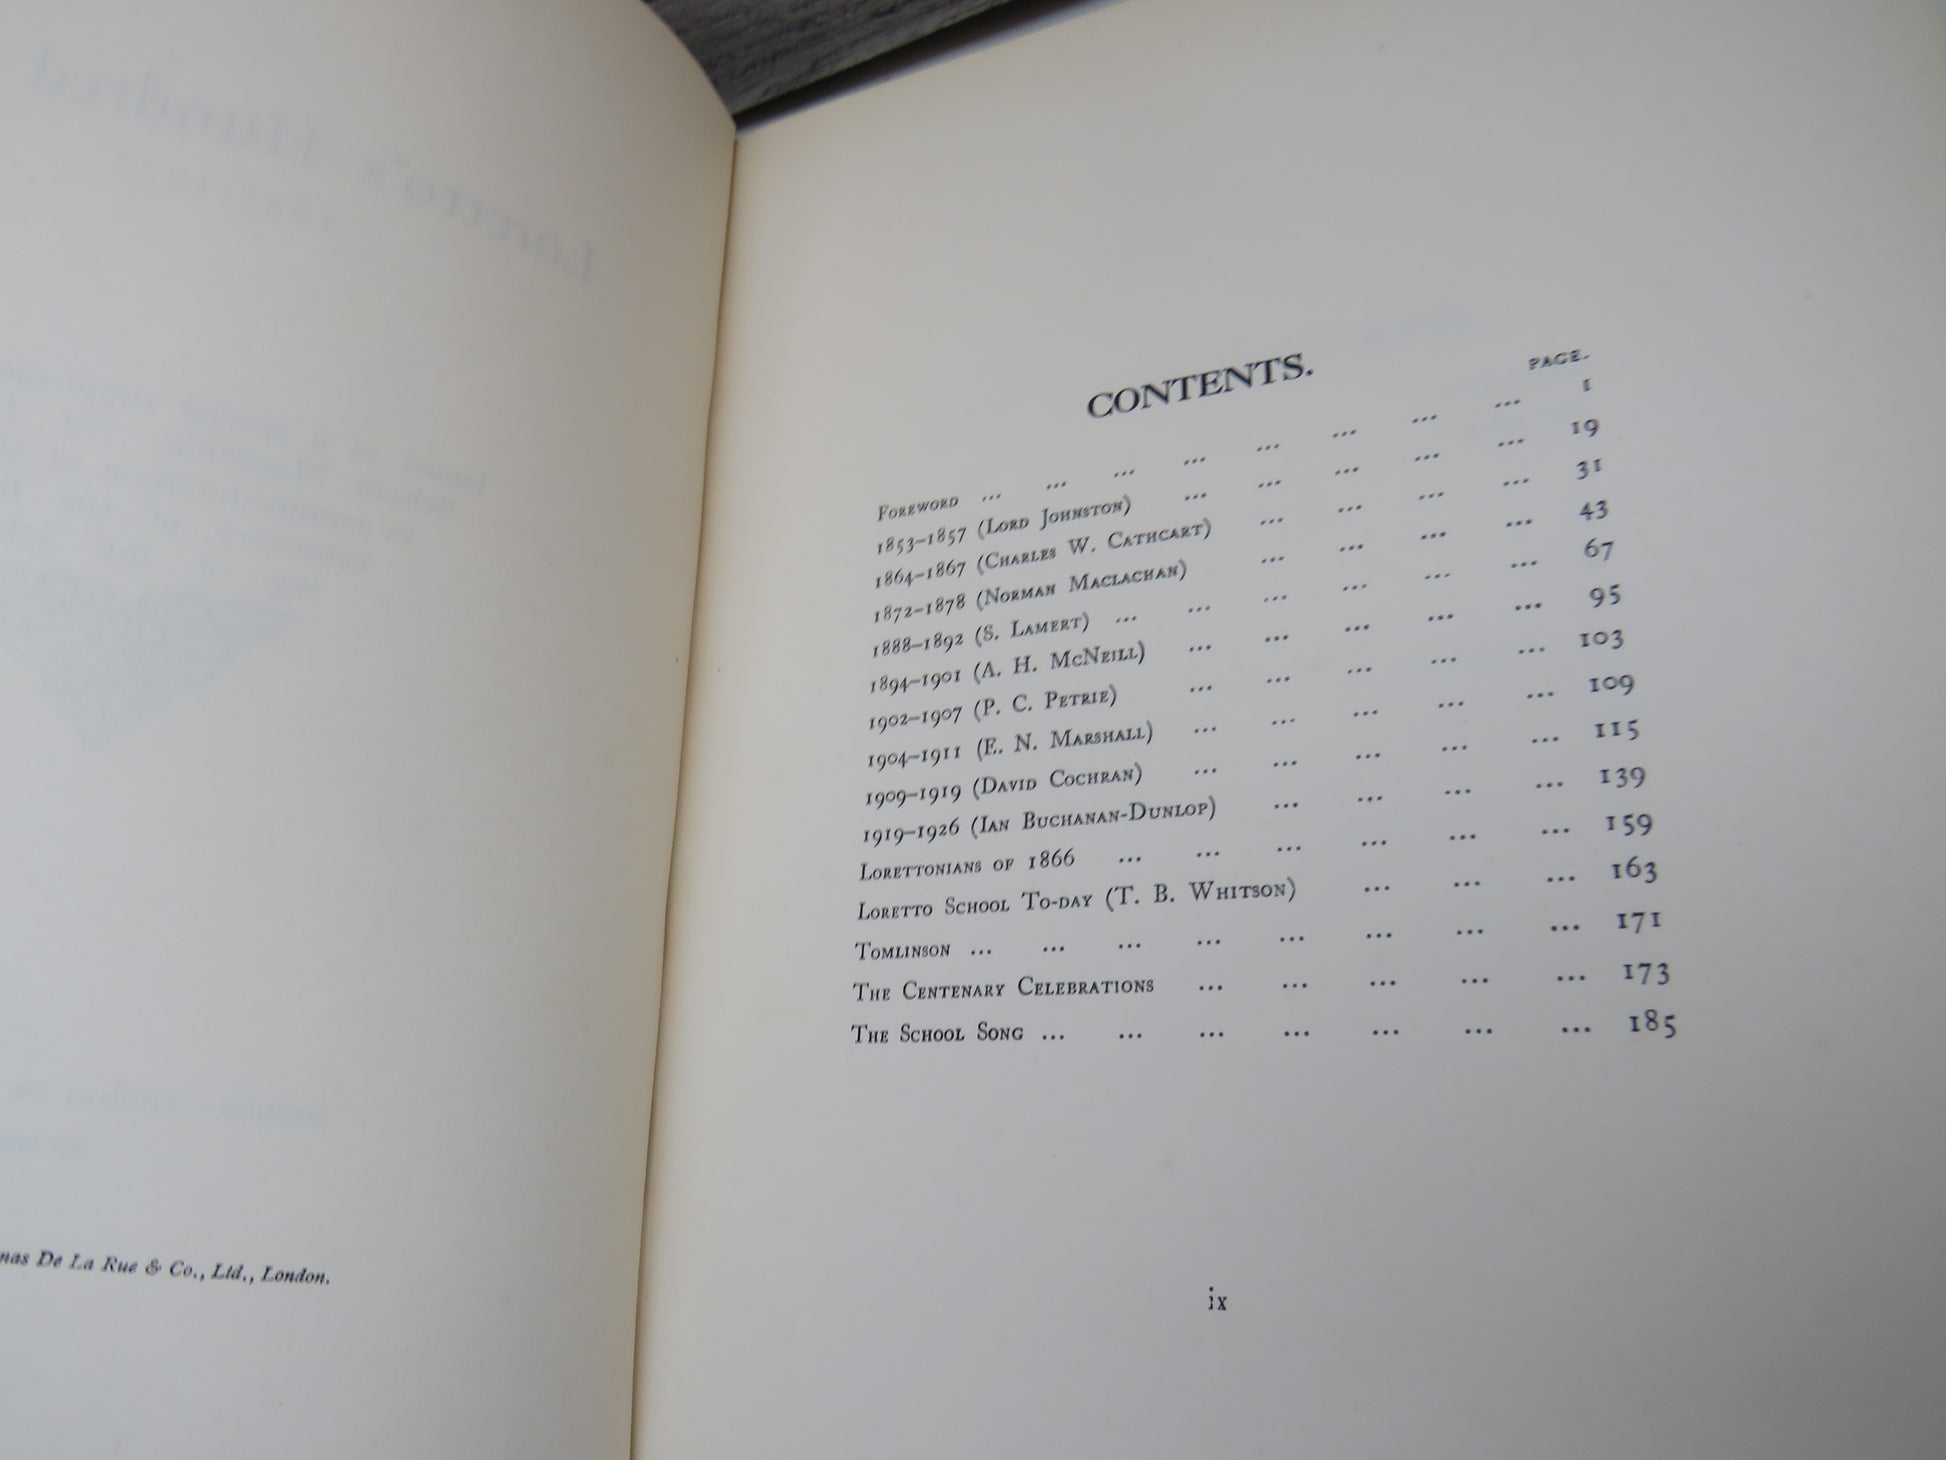 Loretto's Hundred
nas De La Rue & Co., Ltd., London.
CONTENTS.
PAGE.
Foreword ... ... ... ... ... ... ... ... 1
1853–1857 (Lord Johnston) ... ... ... ... ... 19
1864–1867 (Charles W. Cathcart) ... ... ... ... 31
1872–1878 (Norman Maclachan) ... ... ... ... 43
1888–1892 (S. Lamert) ... ... ... ... ... ... 67
1894–1901 (A. H. McNeill) ... ... ... ... ... 95
1902–1907 (P. C. Petrie) ... ... ... ... ... 103
1904–1911 (E. N. Marshall) ... ... ... ... ... 109
1909–1919 (David Cochran) ... ... ... ... ... 115
1919–1926 (Ian Buchanan-Dunlop) ... ... ... ... 139
Lorettonians of 1866 ... ... ... ... ... ... 159
Loretto School To-day (T. B. Whitson) ... ... ... 163
Tomlinson ... ... ... ... ... ... ... ... 171
The Centenary Celebrations ... ... ... ... ... 173
The School Song ... ... ... ... ... ... ... 185
ix